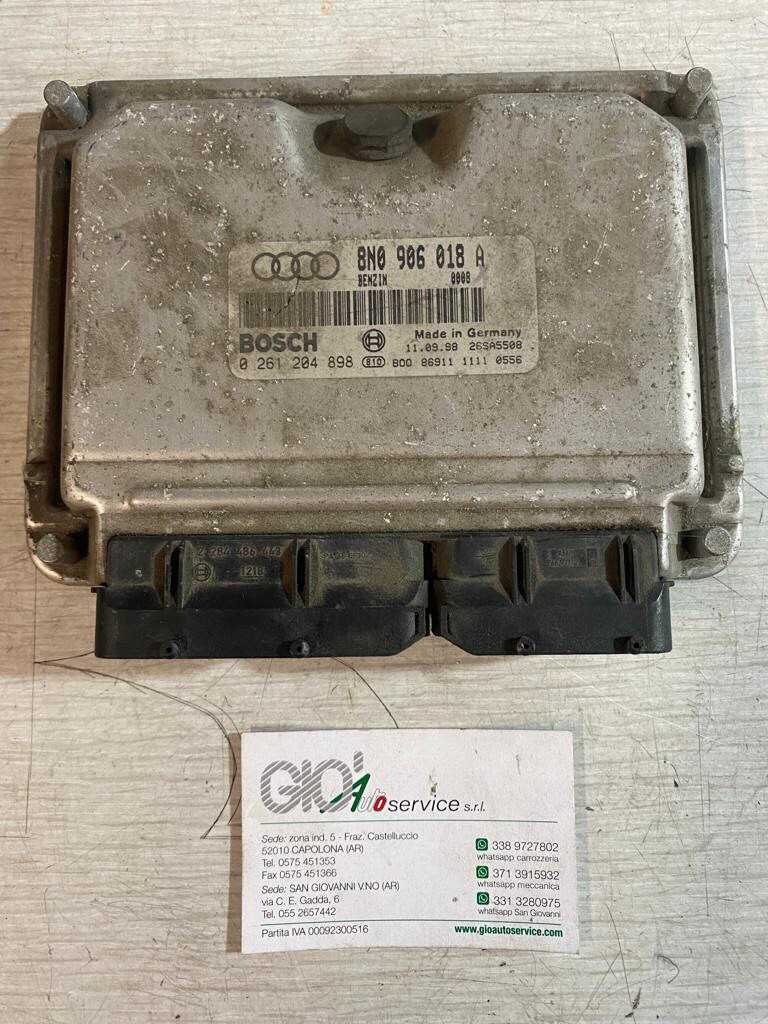 8N0 906 018 A
BENZIN 0008
BOSCH
Made in Germany
11.09.98 26SA5508
0 261 204 898 810 B00 86911 1111 0556
1218
GIO' Auto service s.r.l.
Sede: zona ind. 5 - Fraz. Castelluccio
52010 CAPOLONA (AR)
Tel. 0575 451353
Fax 0575 451366
Sede: SAN GIOVANNI V.NO (AR)
via C. E. Gadda, 6
Tel. 055 2657442
Partita IVA 00092300516
338 9727802
whatsapp carrozzeria
371 3915932
whatsapp meccanica
331 3280975
whatsapp San Giovanni
www.gioautoservice.com